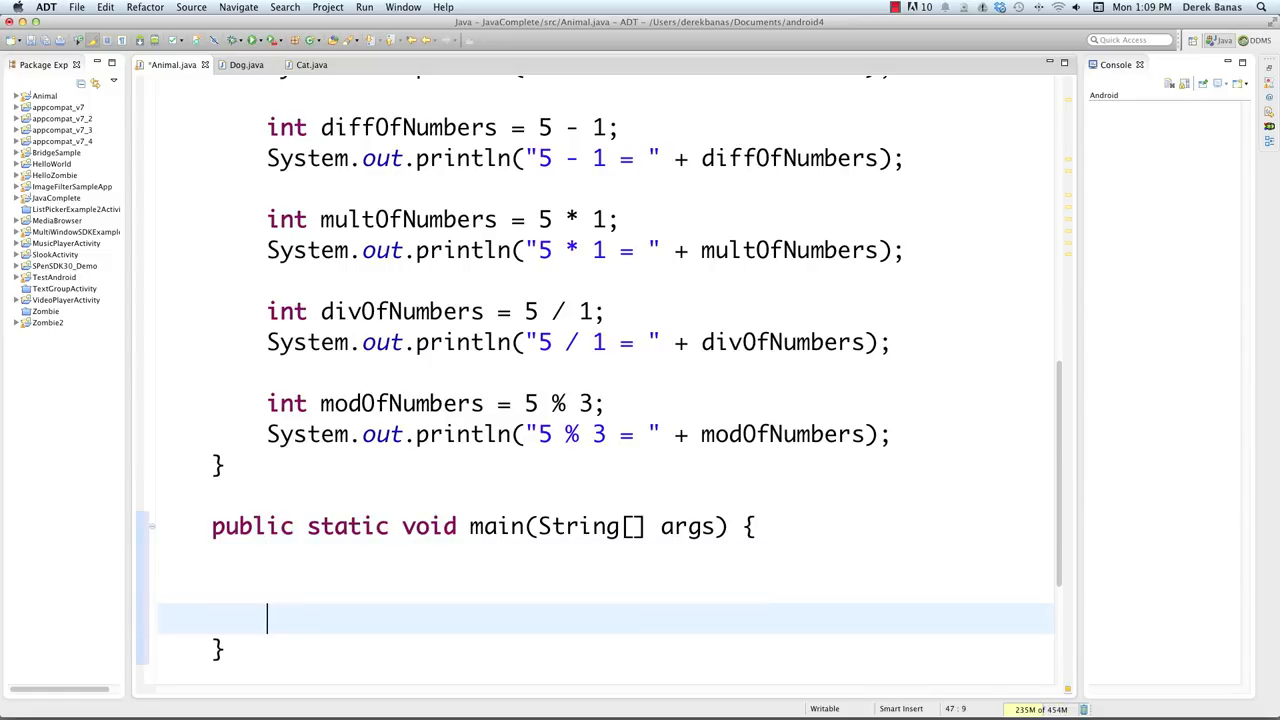 ADT File Edit Refactor Source Navigate Search Project Run Window Help
10 Mon 1:09 PM Derek Banas
Java – JavaComplete/src/Animal.java – ADT – /Users/derekbanas/Documents/android4
Quick Access Java DDMS
Package Exp
*Animal.java Dog.java Cat.java
Console
Android
Animal
appcompat_v7
appcompat_v7_2
appcompat_v7_3
appcompat_v7_4
BridgeSample
HelloWorld
HelloZombie
ImageFilterSampleApp
JavaComplete
ListPickerExample2Activi
MediaBrowser
MultiWindowSDKExample
MusicPlayerActivity
SlookActivity
SPenSDK30_Demo
TestAndroid
TextGroupActivity
VideoPlayerActivity
Zombie
Zombie2
int diffOfNumbers = 5 - 1;
System.out.println("5 - 1 = " + diffOfNumbers);
int multOfNumbers = 5 * 1;
System.out.println("5 * 1 = " + multOfNumbers);
int divOfNumbers = 5 / 1;
System.out.println("5 / 1 = " + divOfNumbers);
int modOfNumbers = 5 % 3;
System.out.println("5 % 3 = " + modOfNumbers);
}
public static void main(String[] args) {
}
Writable Smart Insert 47 : 9 235M of 454M